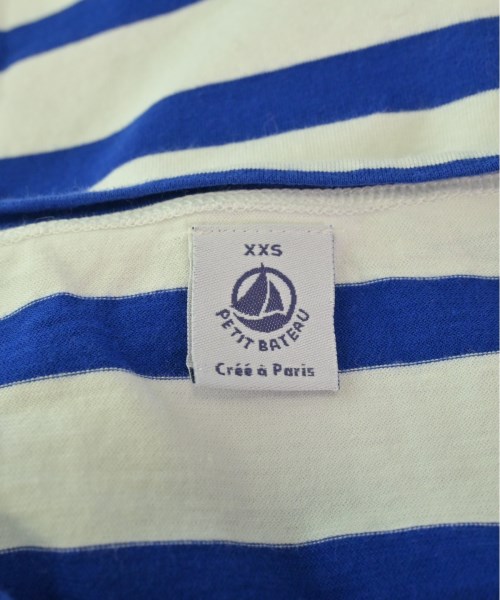 XXS
PETIT BATEAU
Créé à Paris